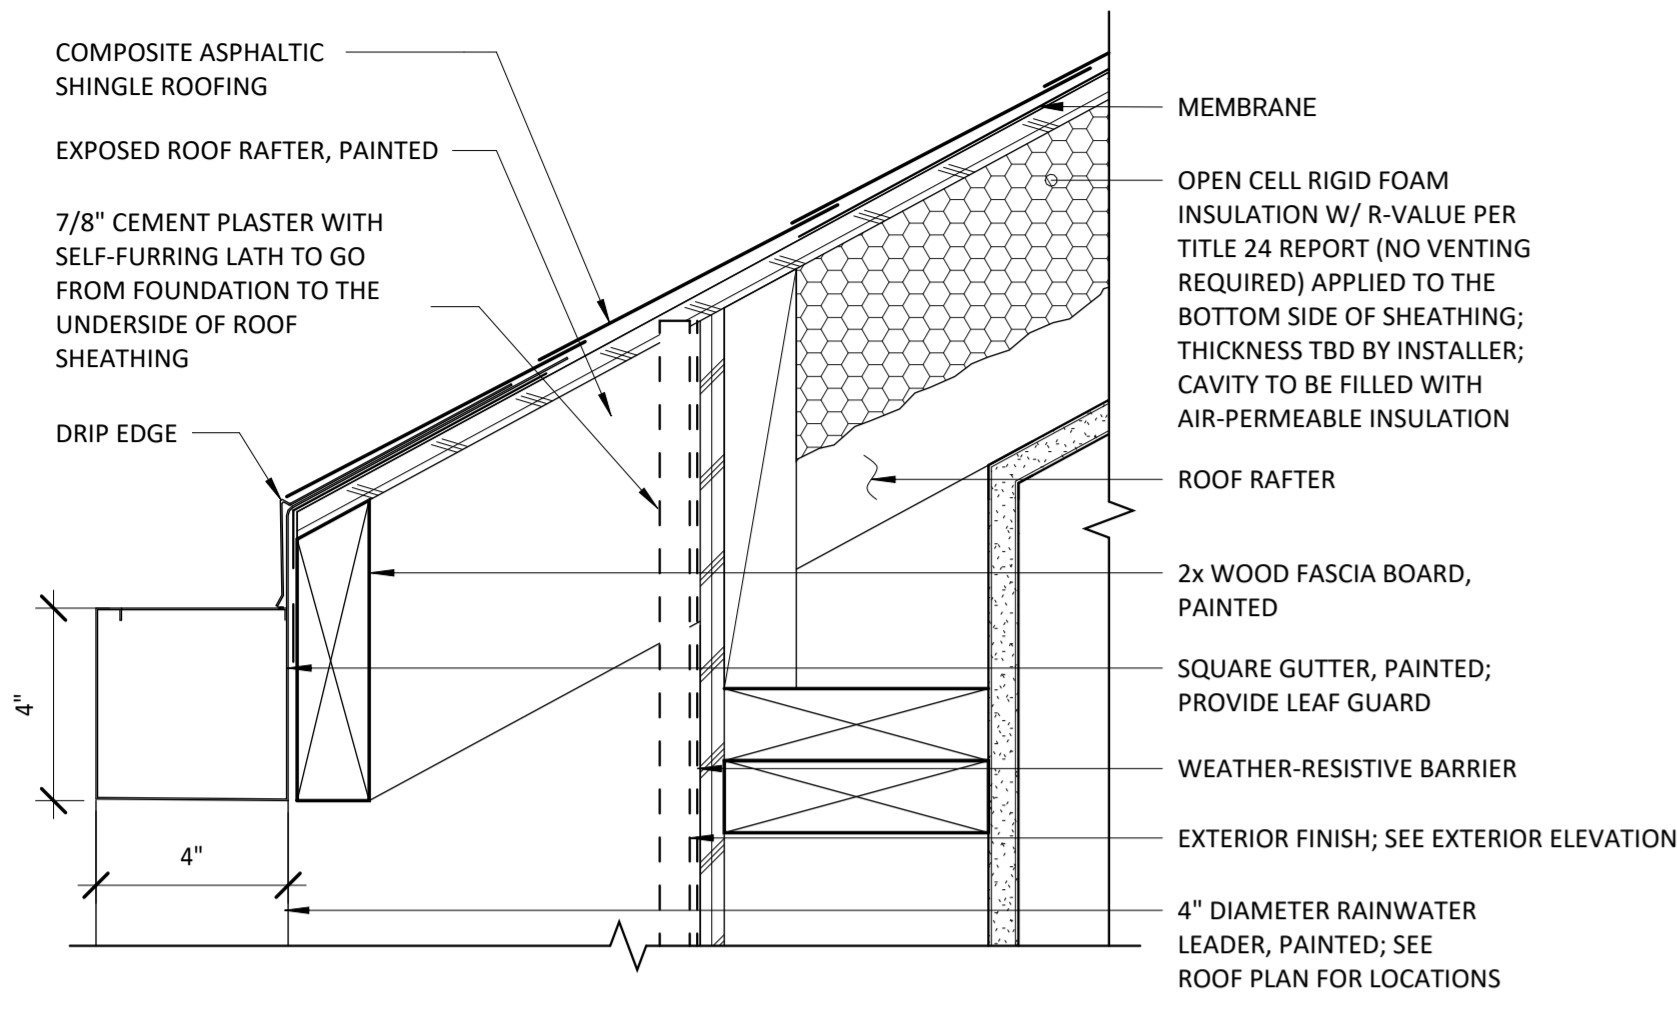 COMPOSITE ASPHALTIC
SHINGLE ROOFING
EXPOSED ROOF RAFTER, PAINTED
7/8" CEMENT PLASTER WITH
SELF-FURRING LATH TO GO
FROM FOUNDATION TO THE
UNDERSIDE OF ROOF
SHEATHING
DRIP EDGE
4"
4"
MEMBRANE
OPEN CELL RIGID FOAM
INSULATION W/ R-VALUE PER
TITLE 24 REPORT (NO VENTING
REQUIRED) APPLIED TO THE
BOTTOM SIDE OF SHEATHING;
THICKNESS TBD BY INSTALLER;
CAVITY TO BE FILLED WITH
AIR-PERMEABLE INSULATION
ROOF RAFTER
2x WOOD FASCIA BOARD,
PAINTED
SQUARE GUTTER, PAINTED;
PROVIDE LEAF GUARD
WEATHER-RESISTIVE BARRIER
EXTERIOR FINISH; SEE EXTERIOR ELEVATION
4" DIAMETER RAINWATER
LEADER, PAINTED; SEE
ROOF PLAN FOR LOCATIONS